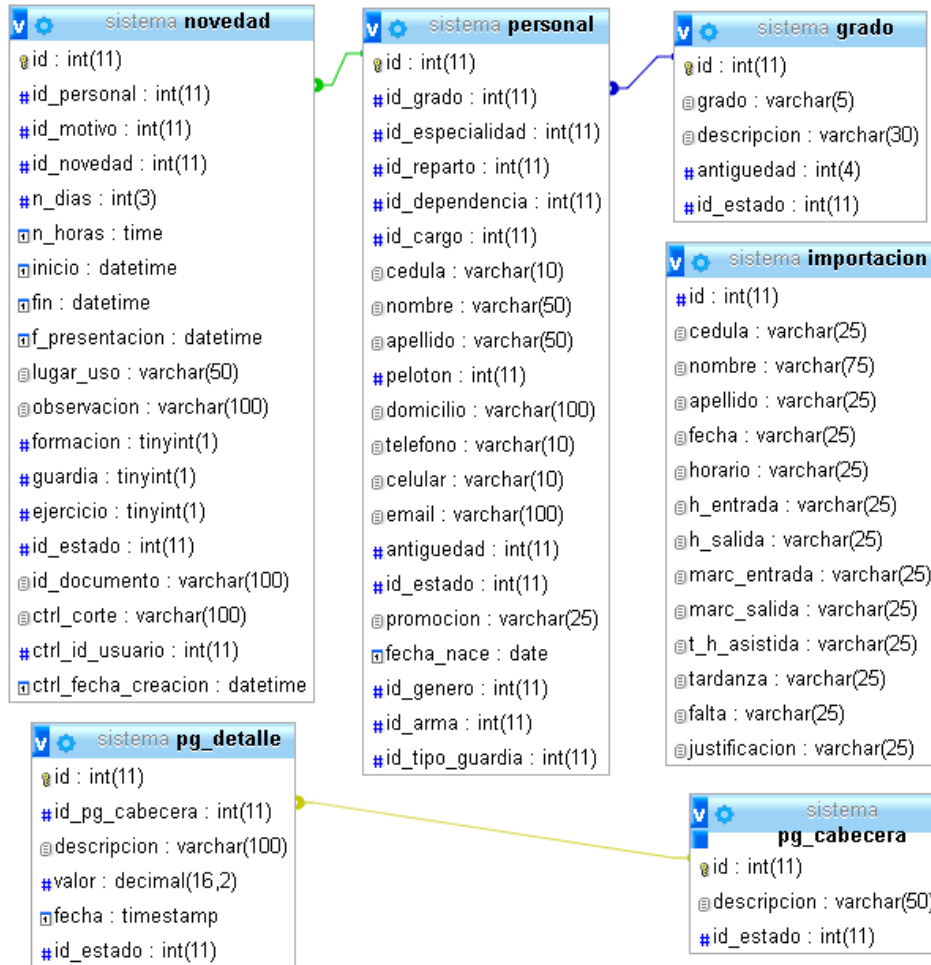 sistema novedad
id : int(11)
#id_personal : int(11)
#id_motivo : int(11)
#id_novedad : int(11)
#n_dias : int(3)
n_horas : time
inicio : datetime
fin : datetime
f_presentacion : datetime
lugar_uso : varchar(50)
observacion : varchar(100)
#formacion : tinyint(1)
#guardia : tinyint(1)
#ejercicio : tinyint(1)
#id_estado : int(11)
id_documento : varchar(100)
ctrl_corte : varchar(100)
#ctrl_id_usuario : int(11)
ctrl_fecha_creacion : datetime
sistema personal
id : int(11)
#id_grado : int(11)
#id_especialidad : int(11)
#id_reparto : int(11)
#id_dependencia : int(11)
#id_cargo : int(11)
cedula : varchar(10)
nombre : varchar(50)
apellido : varchar(50)
#peloton : int(11)
domicilio : varchar(100)
telefono : varchar(10)
celular : varchar(10)
email : varchar(100)
#antiguedad : int(11)
#id_estado : int(11)
promocion : varchar(25)
fecha_nace : date
#id_genero : int(11)
#id_arma : int(11)
#id_tipo_guardia : int(11)
sistema grado
id : int(11)
grado : varchar(5)
descripcion : varchar(30)
#antiguedad : int(4)
#id_estado : int(11)
sistema importacion
#id : int(11)
cedula : varchar(25)
nombre : varchar(75)
apellido : varchar(25)
fecha : varchar(25)
horario : varchar(25)
h_entrada : varchar(25)
h_salida : varchar(25)
marc_entrada : varchar(25)
marc_salida : varchar(25)
t_h_asistida : varchar(25)
tardanza : varchar(25)
falta : varchar(25)
justificacion : varchar(25)
sistema pg_detalle
id : int(11)
#id_pg_cabecera : int(11)
descripcion : varchar(100)
#valor : decimal(16,2)
fecha : timestamp
#id_estado : int(11)
sistema
pg_cabecera
id : int(11)
descripcion : varchar(50)
#id_estado : int(11)